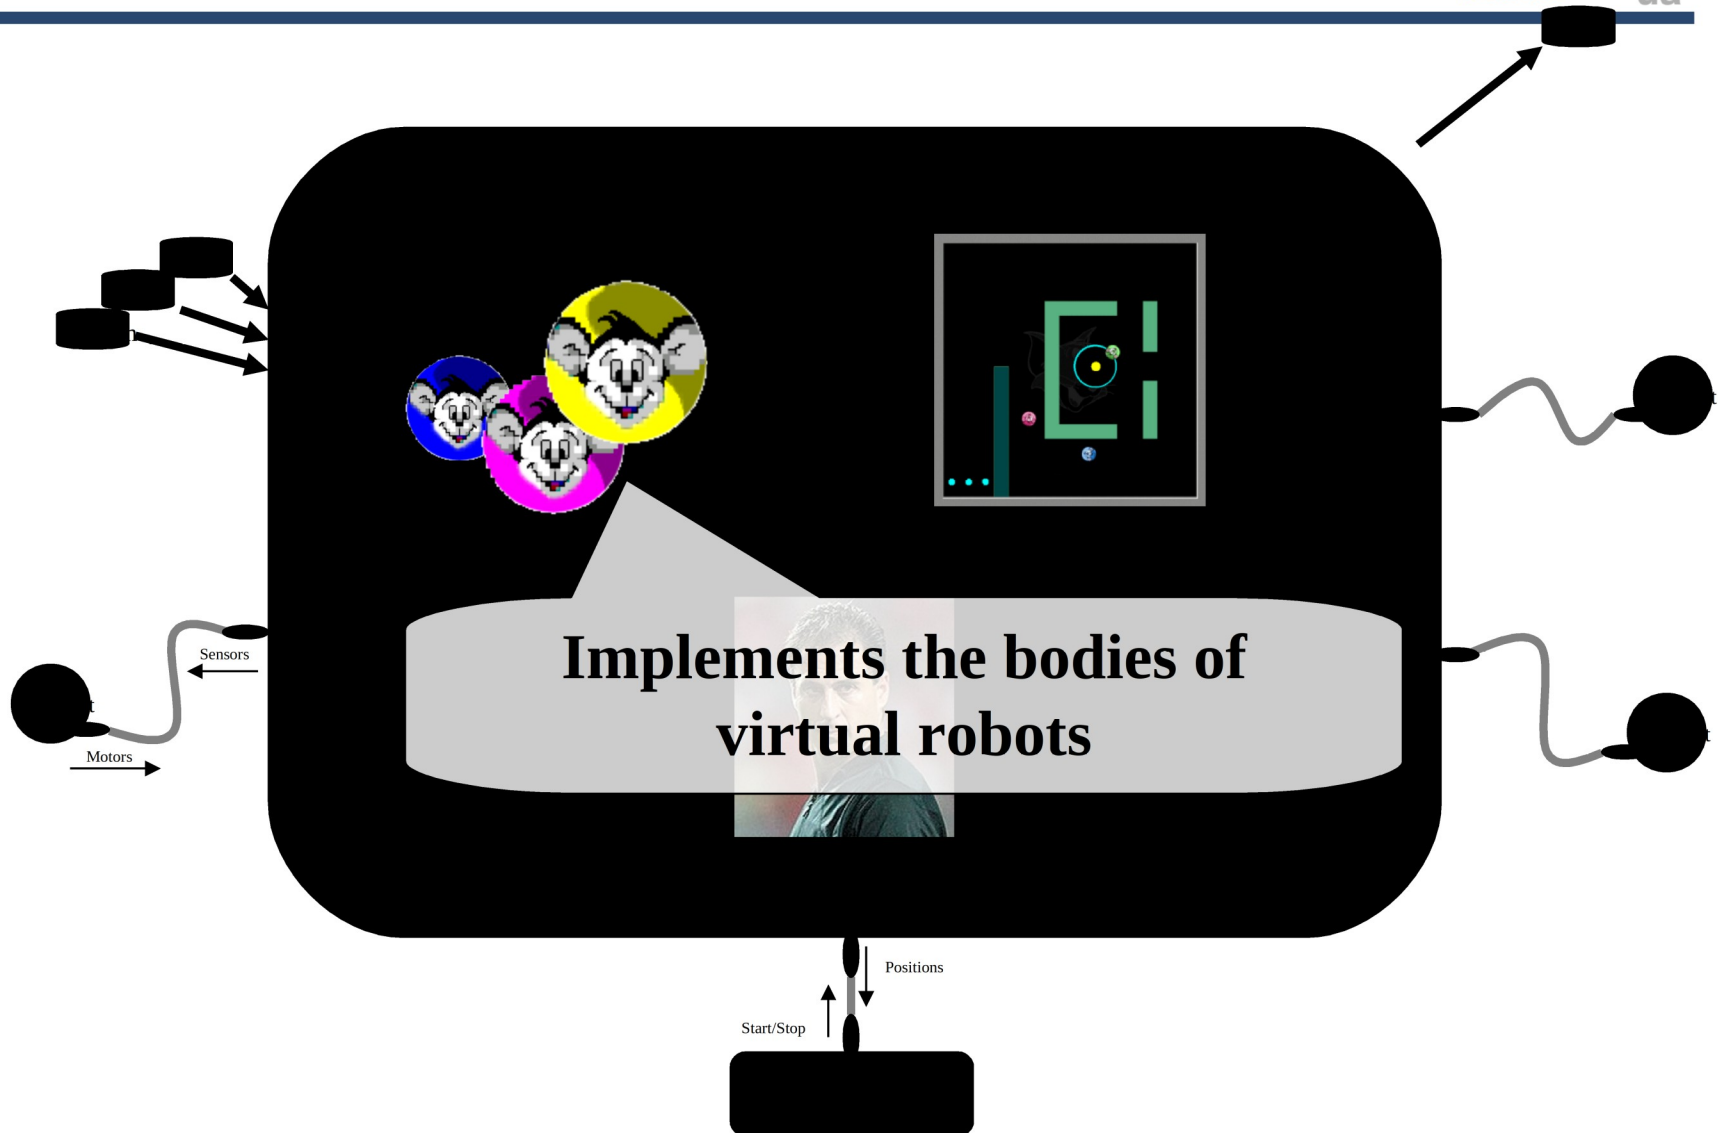 Sensors
Motors
Implements the bodies of
virtual robots
Positions
Start/Stop